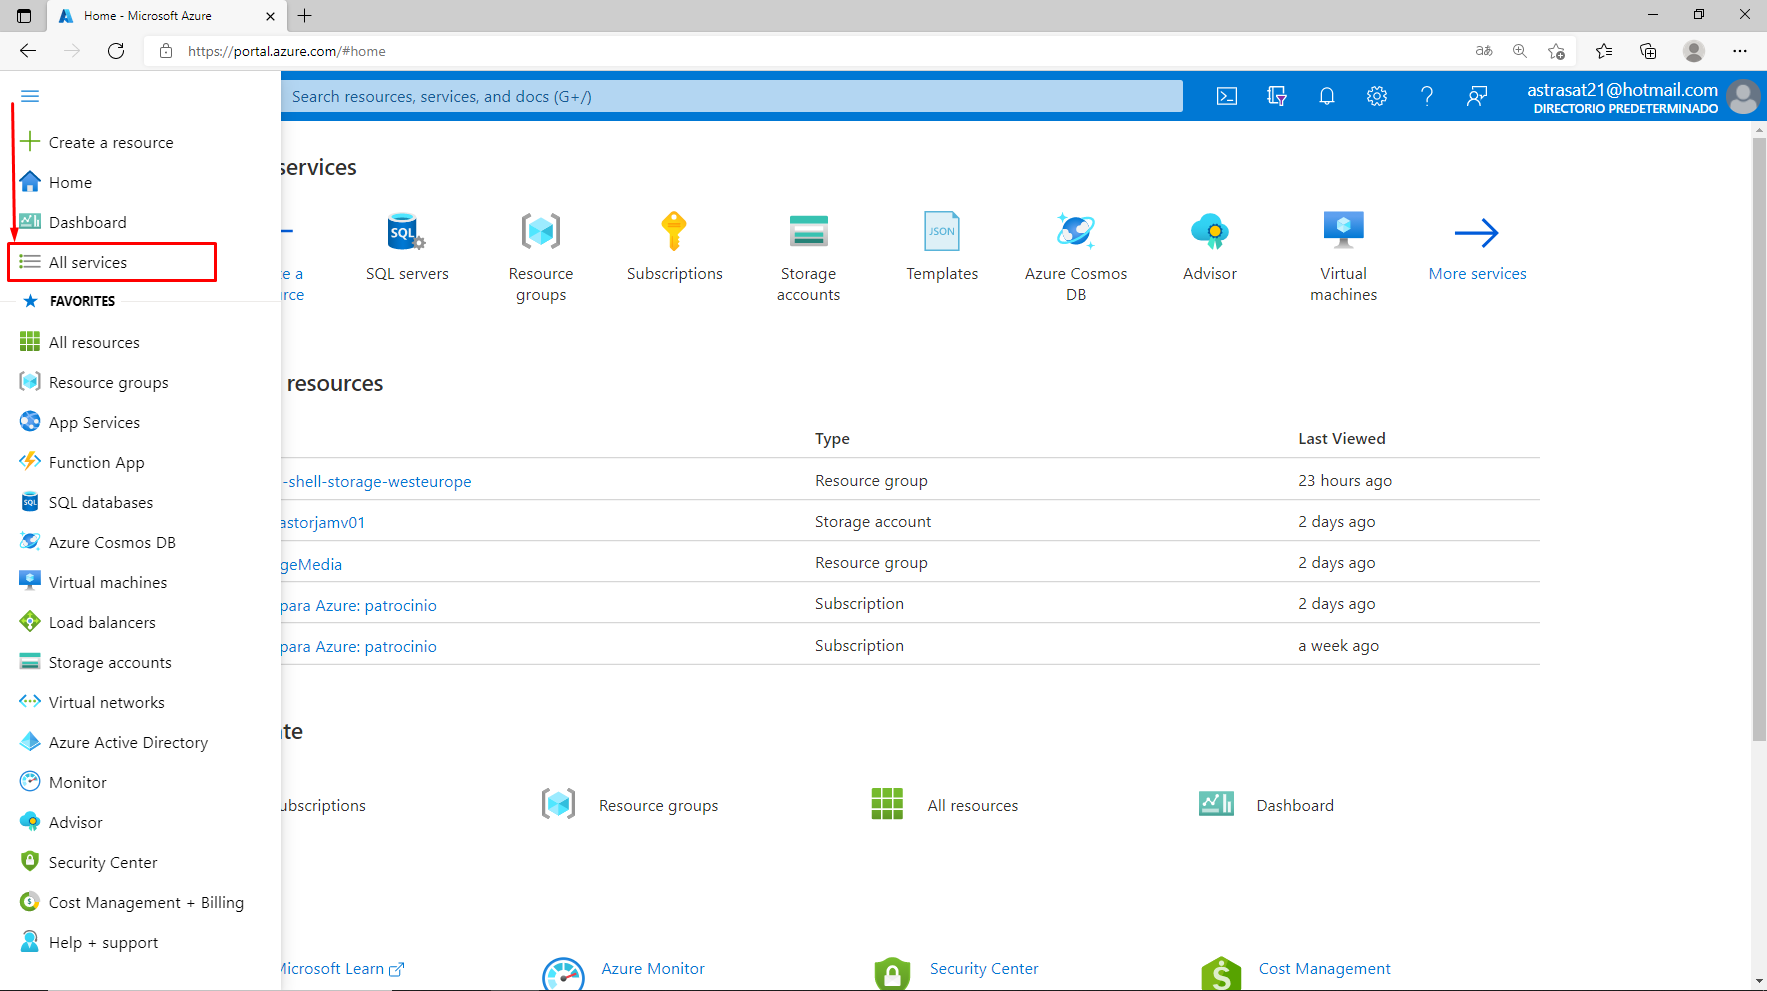 Home - Microsoft Azure
https://portal.azure.com/#home
Search resources, services, and docs (G+/)
astrasat21@hotmail.com
DIRECTORIO PREDETERMINADO
Create a resource
Home
Dashboard
All services
FAVORITES
All resources
Resource groups
App Services
Function App
SQL databases
Azure Cosmos DB
Virtual machines
Load balancers
Storage accounts
Virtual networks
Azure Active Directory
Monitor
Advisor
Security Center
Cost Management + Billing
Help + support
services
SQL servers
Resource
groups
Subscriptions
Storage
accounts
JSON
Templates
Azure Cosmos
DB
Advisor
Virtual
machines
More services
resources
Type
Last Viewed
-shell-storage-westeurope
Resource group
23 hours ago
astorjamv01
Storage account
2 days ago
geMedia
Resource group
2 days ago
para Azure: patrocinio
Subscription
2 days ago
para Azure: patrocinio
Subscription
a week ago
ubscriptions
Resource groups
All resources
Dashboard
Microsoft Learn
Azure Monitor
Security Center
Cost Management